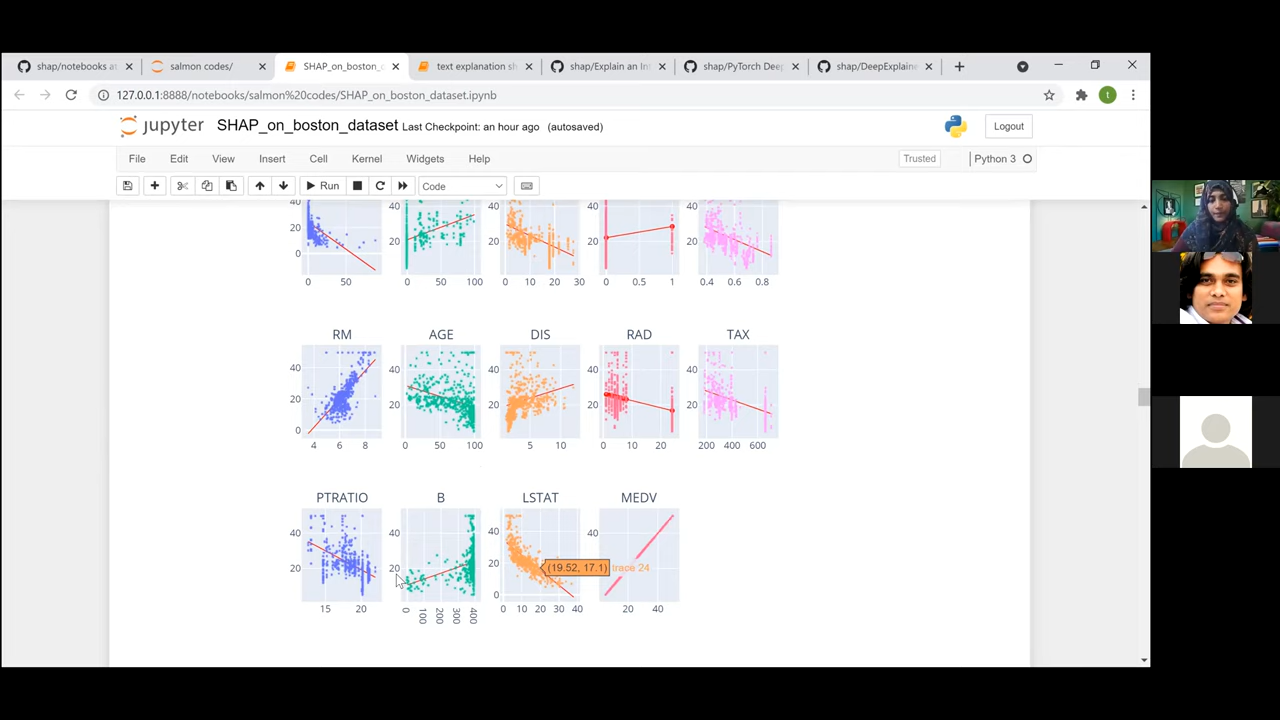 shap/notebooks at
salmon codes/
SHAP_on_boston_
text explanation sh
shap/Explain an Int
shap/PyTorch Deep
shap/DeepExplaine
127.0.0.1:8888/notebooks/salmon%20codes/SHAP_on_boston_dataset.ipynb
t
jupyter SHAP_on_boston_dataset Last Checkpoint: an hour ago (autosaved)
Logout
File Edit View Insert Cell Kernel Widgets Help
Trusted Python 3
Run Code
40 40 40 40 40
20 20 20 20 20
0
0 50 0 50 100 0 10 20 30 0 0.5 1 0.4 0.6 0.8
RM AGE DIS RAD TAX
40 40 40 40 40
20 20 20 20 20
0
4 6 8 0 50 100 5 10 0 10 20 200 400 600
PTRATIO B LSTAT MEDV
40 40 40 40
20 20 20 (19.52, 17.1) trace 24
0
15 20 0 100 200 300 400 0 10 20 30 40 20 40